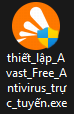 thiết_lập_A
vast_Free_A
ntivirus_trự
c_tuyến.exe